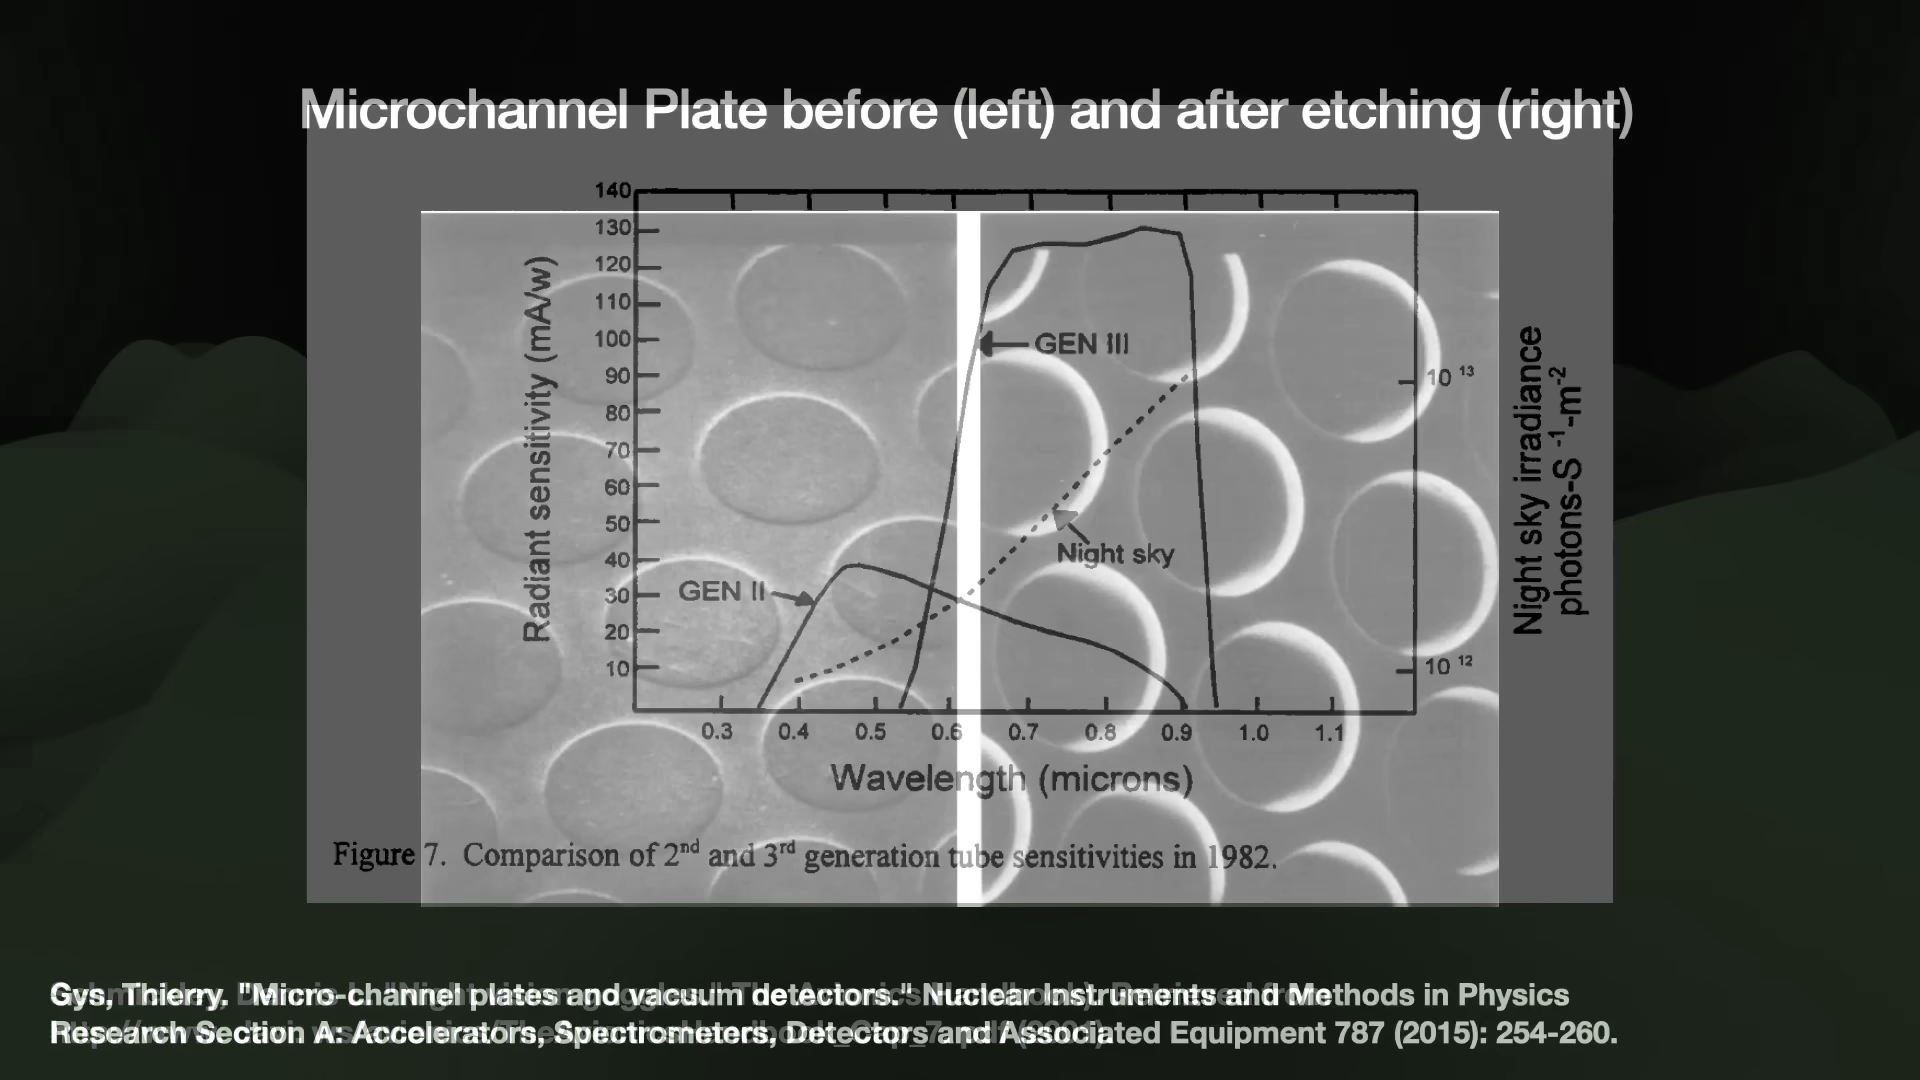 Microchannel Plate before (left) and after etching (right)
140
130
120
110
100
90
80
70
60
50
40
30
20
10
Radiant sensitivity (mA/w)
GEN III
GEN II
Night sky
10 13
10 12
Night sky irradiance
photons-S -1-m-2
0.3 0.4 0.5 0.6 0.7 0.8 0.9 1.0 1.1
Wavelength (microns)
Figure 7. Comparison of 2nd and 3rd generation tube sensitivities in 1982.
Gys, Thierry. "Micro-channel plates and vacuum detectors." Nuclear Instruments and Methods in Physics
Research Section A: Accelerators, Spectrometers, Detectors and Associated Equipment 787 (2015): 254-260.